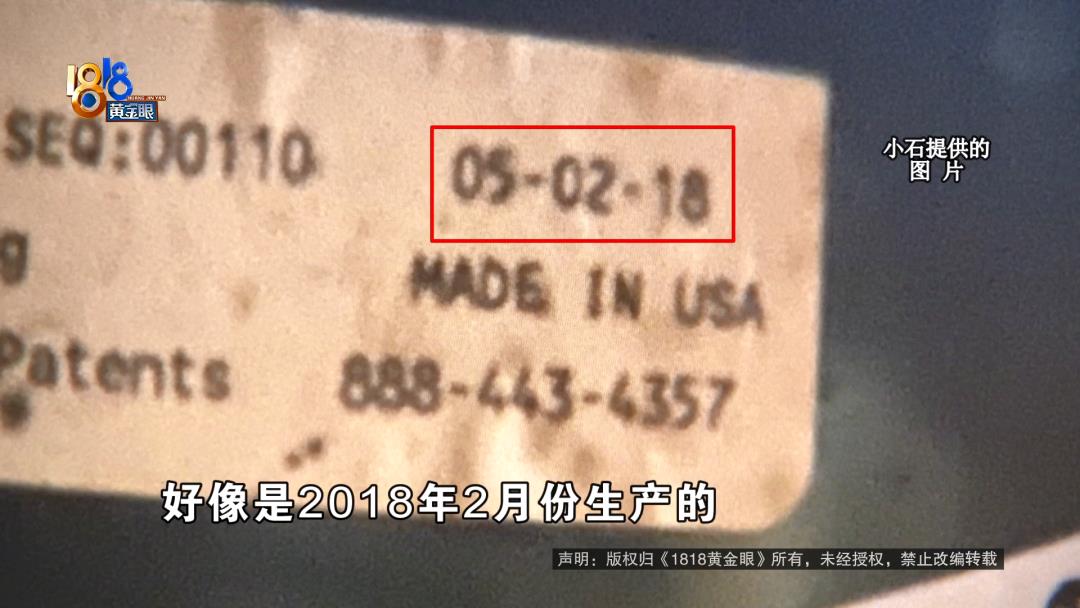 1818
HUANG JIN YAN
黄金眼
小石提供的
图 片
SEQ:00110
05-02-18
g
MADE IN USA
Patents
888-443-4357
好像是2018年2月份生产的
声明：版权归《1818黄金眼》所有，未经授权，禁止改编转载